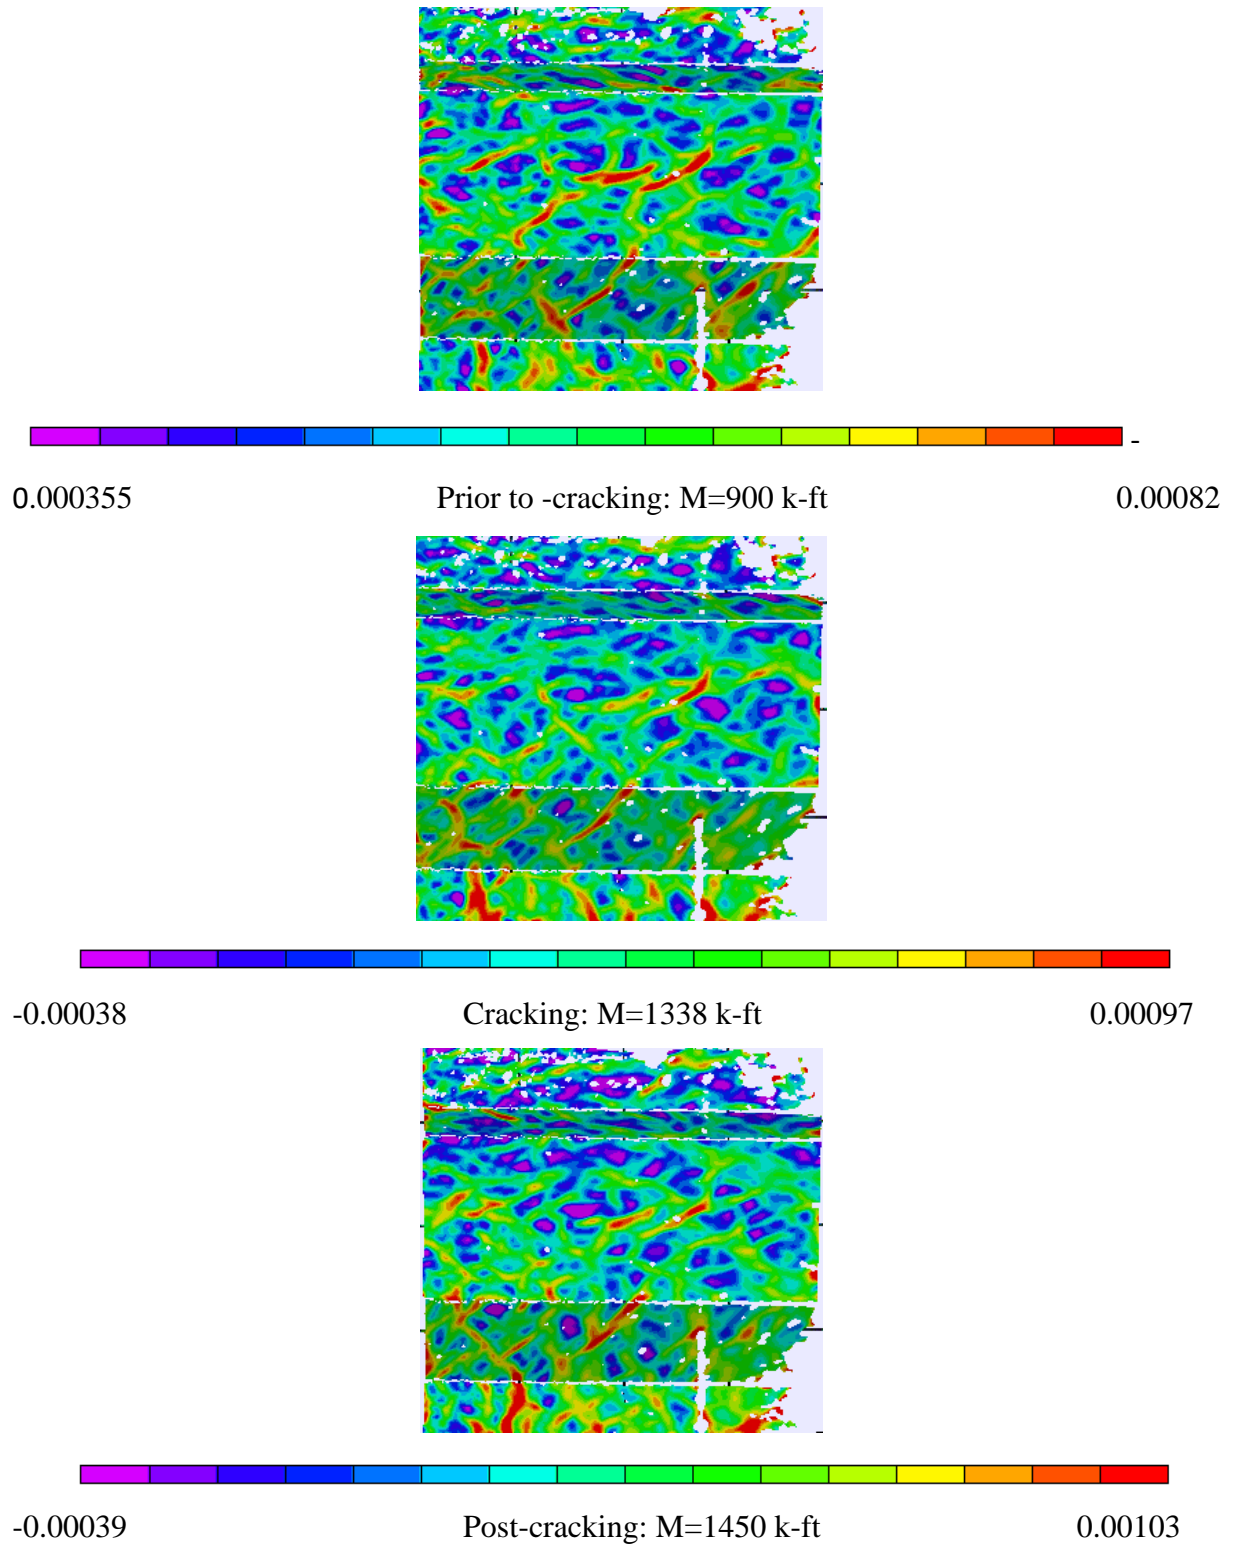 -
0.000355 Prior to -cracking: M=900 k-ft 0.00082
-0.00038 Cracking: M=1338 k-ft 0.00097
-0.00039 Post-cracking: M=1450 k-ft 0.00103